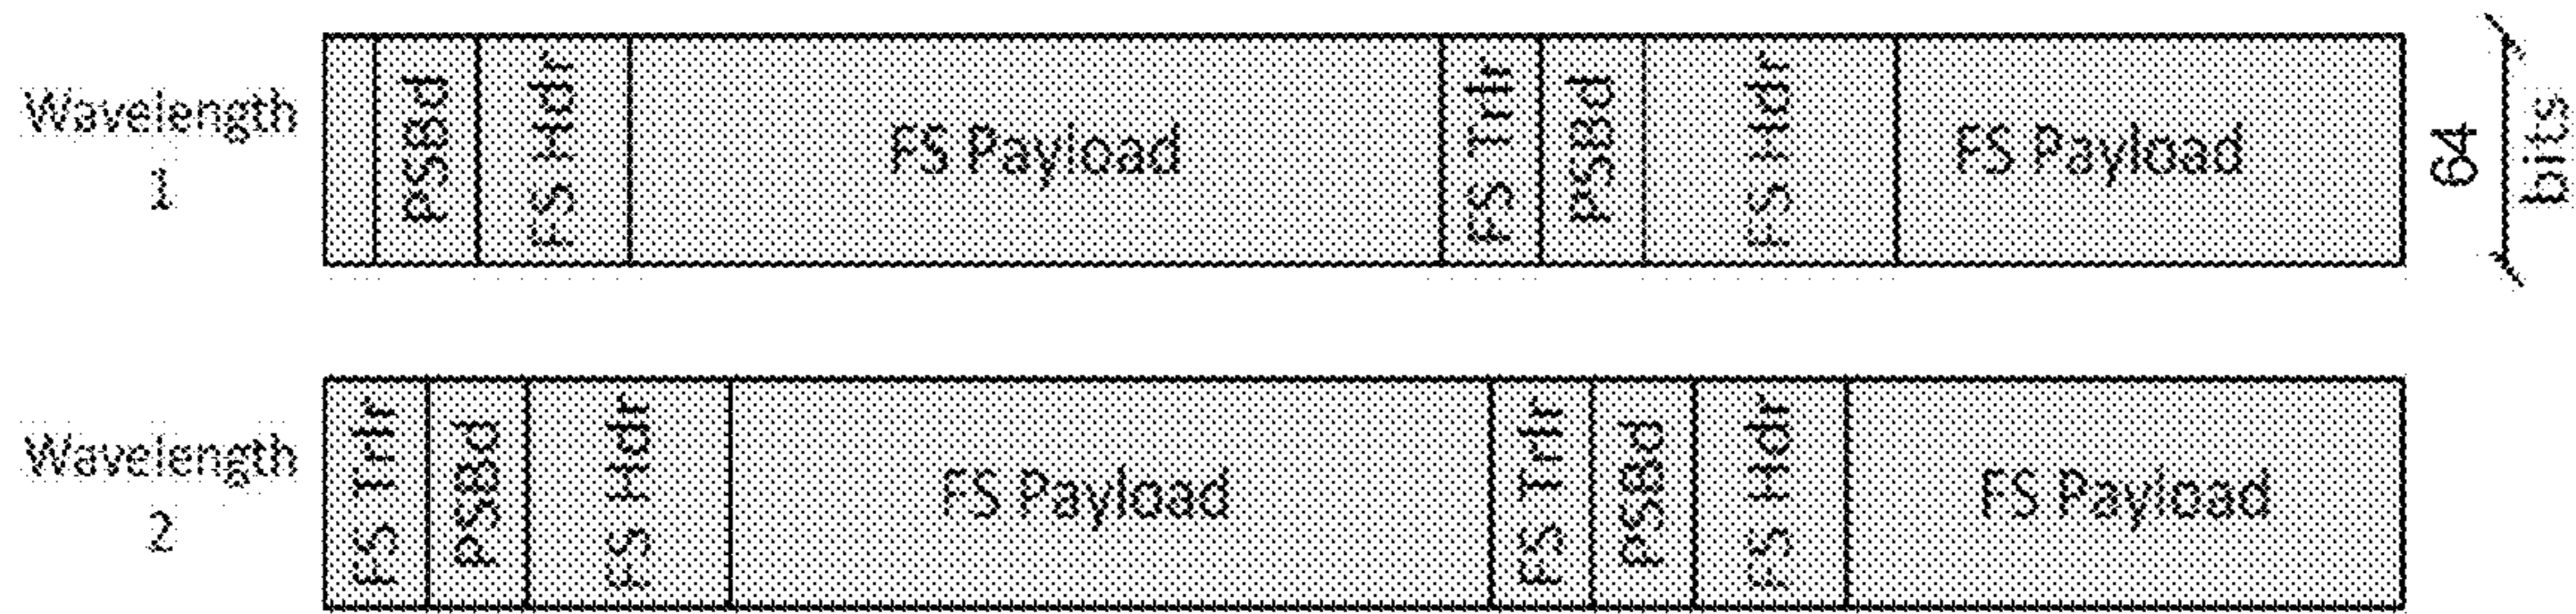 Wavelength
1
PSBd
FS Hdr
FS Payload
FS Trlr
PSBd
FS Hdr
FS Payload
64
bits
Wavelength
2
FS Trlr
PSBd
FS Hdr
FS Payload
FS Trlr
PSBd
FS Hdr
FS Payload